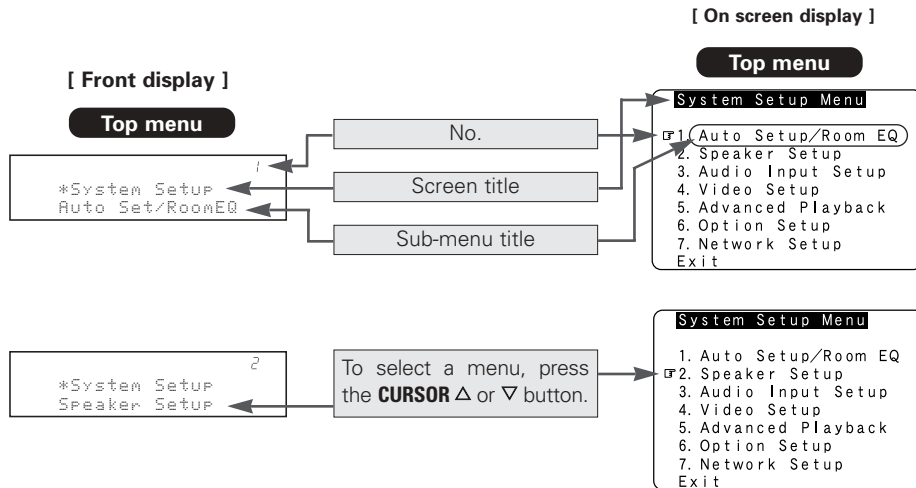 [ On screen display ]
Top menu
[ Front display ]
Top menu
No.
Screen title
Sub-menu title
1
*System Setup
Auto Set/RoomEQ
System Setup Menu
☞1. Auto Setup/Room EQ
2. Speaker Setup
3. Audio Input Setup
4. Video Setup
5. Advanced Playback
6. Option Setup
7. Network Setup
Exit
2
*System Setup
Speaker Setup
To select a menu, press
the CURSOR △ or ▽ button.
System Setup Menu
1. Auto Setup/Room EQ
☞2. Speaker Setup
3. Audio Input Setup
4. Video Setup
5. Advanced Playback
6. Option Setup
7. Network Setup
Exit